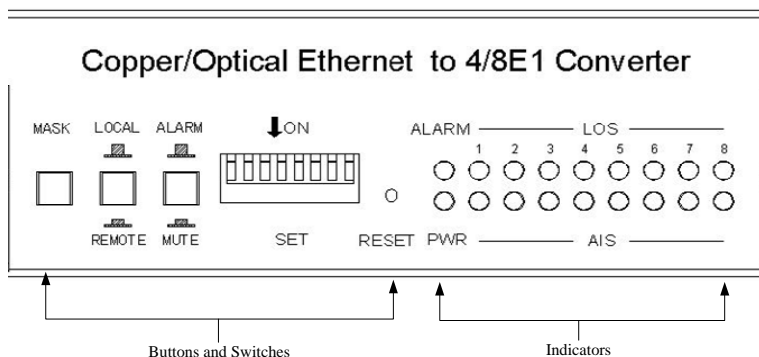 Copper/Optical Ethernet to 4/8E1 Converter
MASK LOCAL ALARM ON ALARM LOS
1 2 3 4 5 6 7 8
REMOTE MUTE SET RESET PWR AIS
Buttons and Switches Indicators